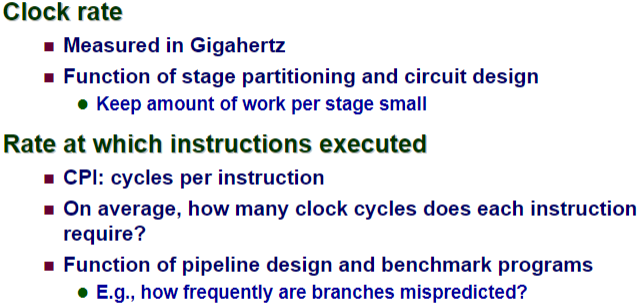 Clock rate
Measured in Gigahertz
Function of stage partitioning and circuit design
Keep amount of work per stage small
Rate at which instructions executed
CPI: cycles per instruction
On average, how many clock cycles does each instruction
require?
Function of pipeline design and benchmark programs
E.g., how frequently are branches mispredicted?